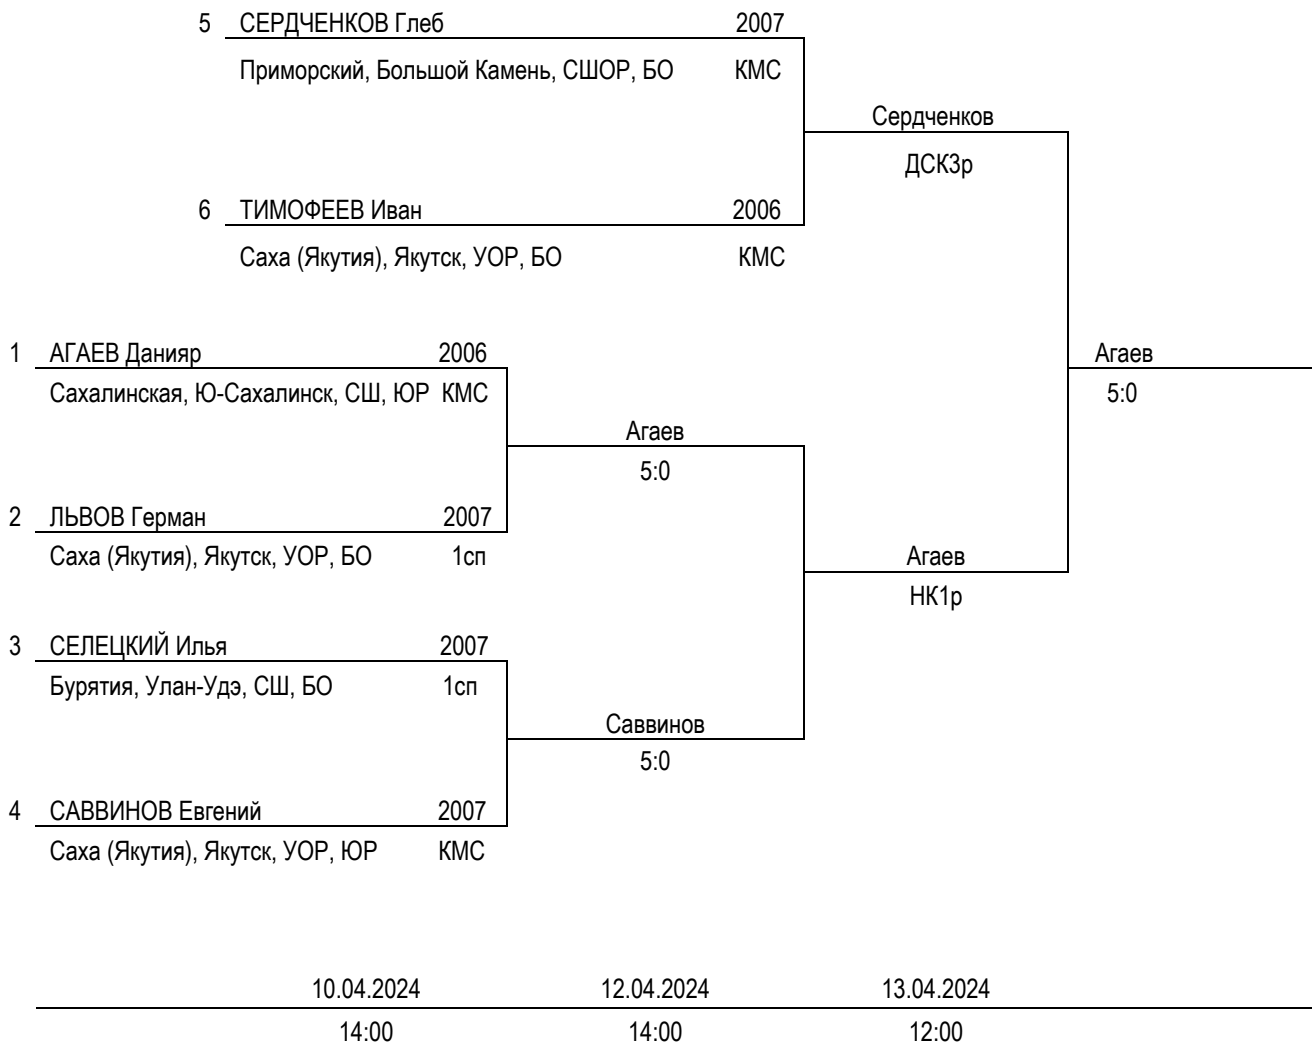 5 СЕРДЧЕНКОВ Глеб 2007
Приморский, Большой Камень, СШОР, БО КМС
Сердченков
ДСК3р
6 ТИМОФЕЕВ Иван 2006
Саха (Якутия), Якутск, УОР, БО КМС
1 АГАЕВ Данияр 2006
Сахалинская, Ю-Сахалинск, СШ, ЮР КМС
Агаев
5:0
Агаев
5:0
2 ЛЬВОВ Герман 2007
Саха (Якутия), Якутск, УОР, БО 1сп
Агаев
НК1р
3 СЕЛЕЦКИЙ Илья 2007
Бурятия, Улан-Удэ, СШ, БО 1сп
Саввинов
5:0
4 САВВИНОВ Евгений 2007
Саха (Якутия), Якутск, УОР, ЮР КМС
10.04.2024 12.04.2024 13.04.2024
14:00 14:00 12:00